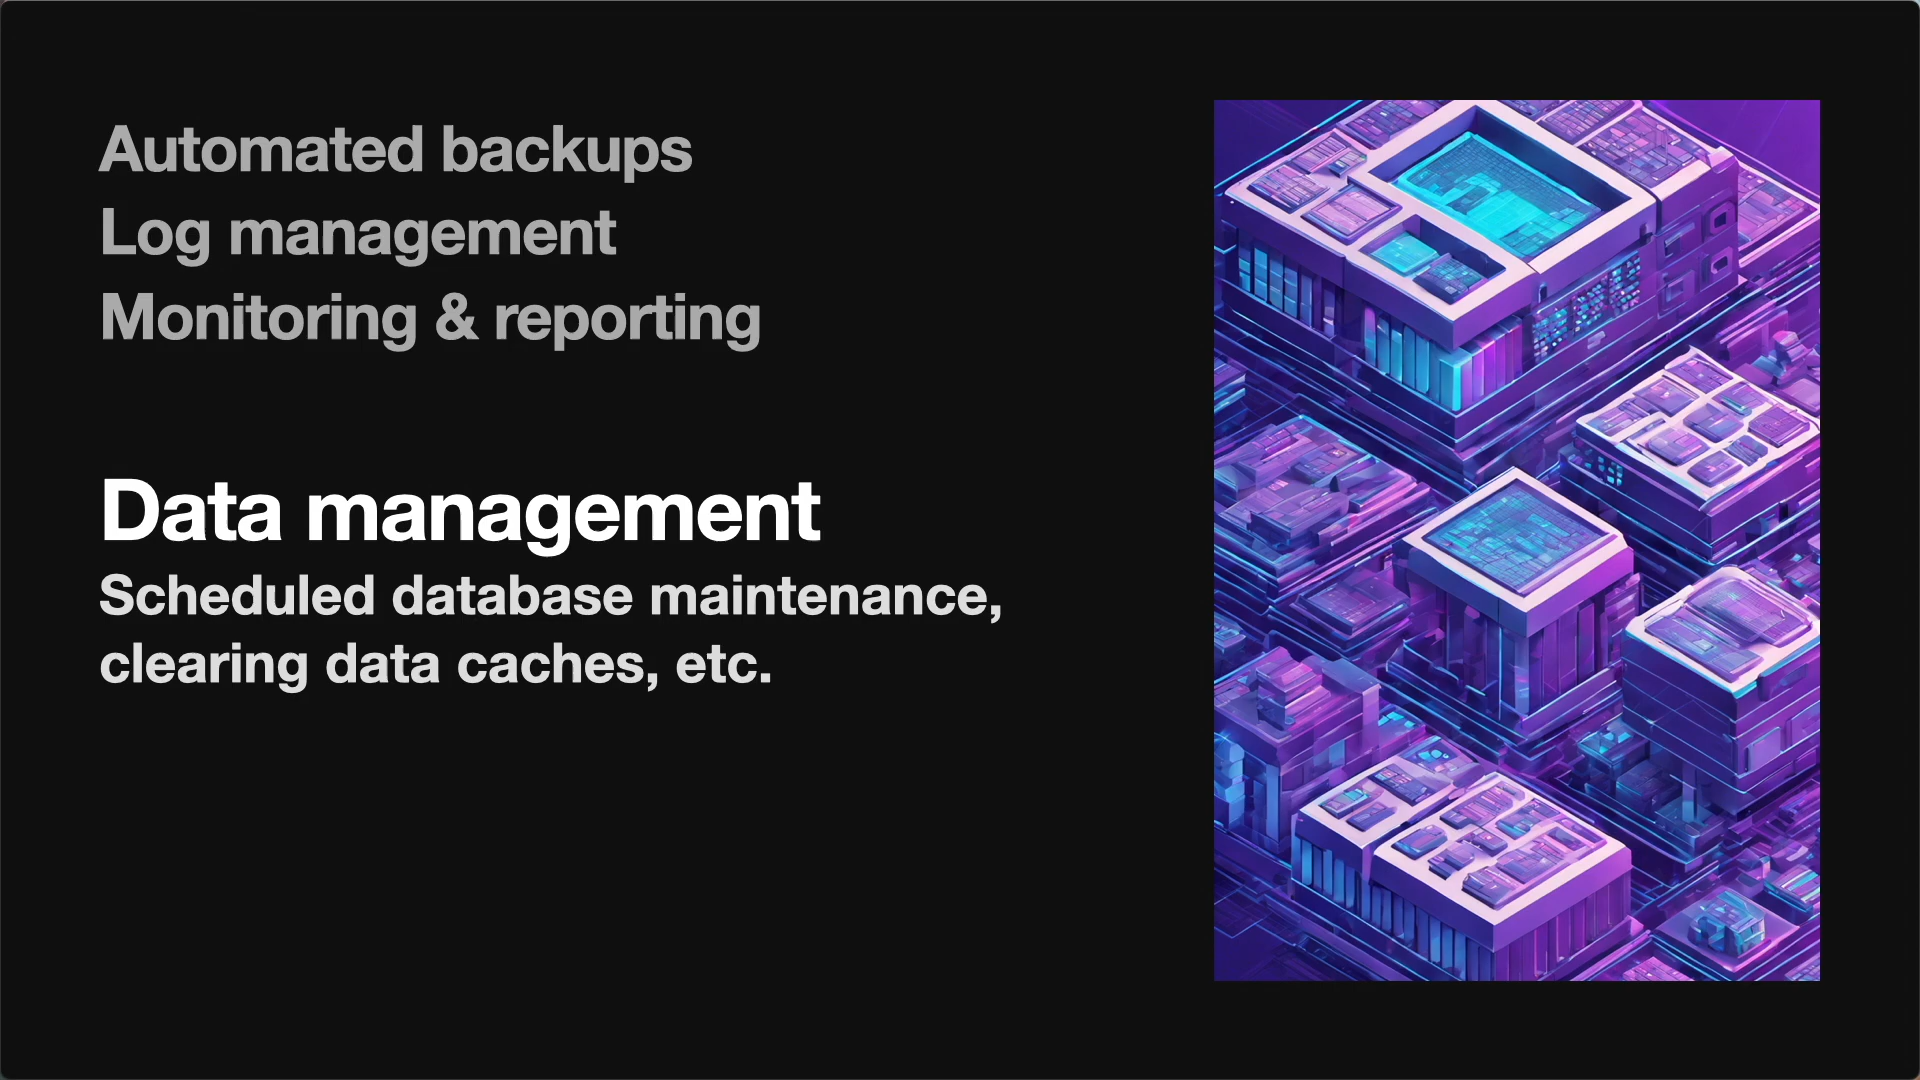 Automated backups
Log management
Monitoring & reporting
Data management
Scheduled database maintenance,
clearing data caches, etc.